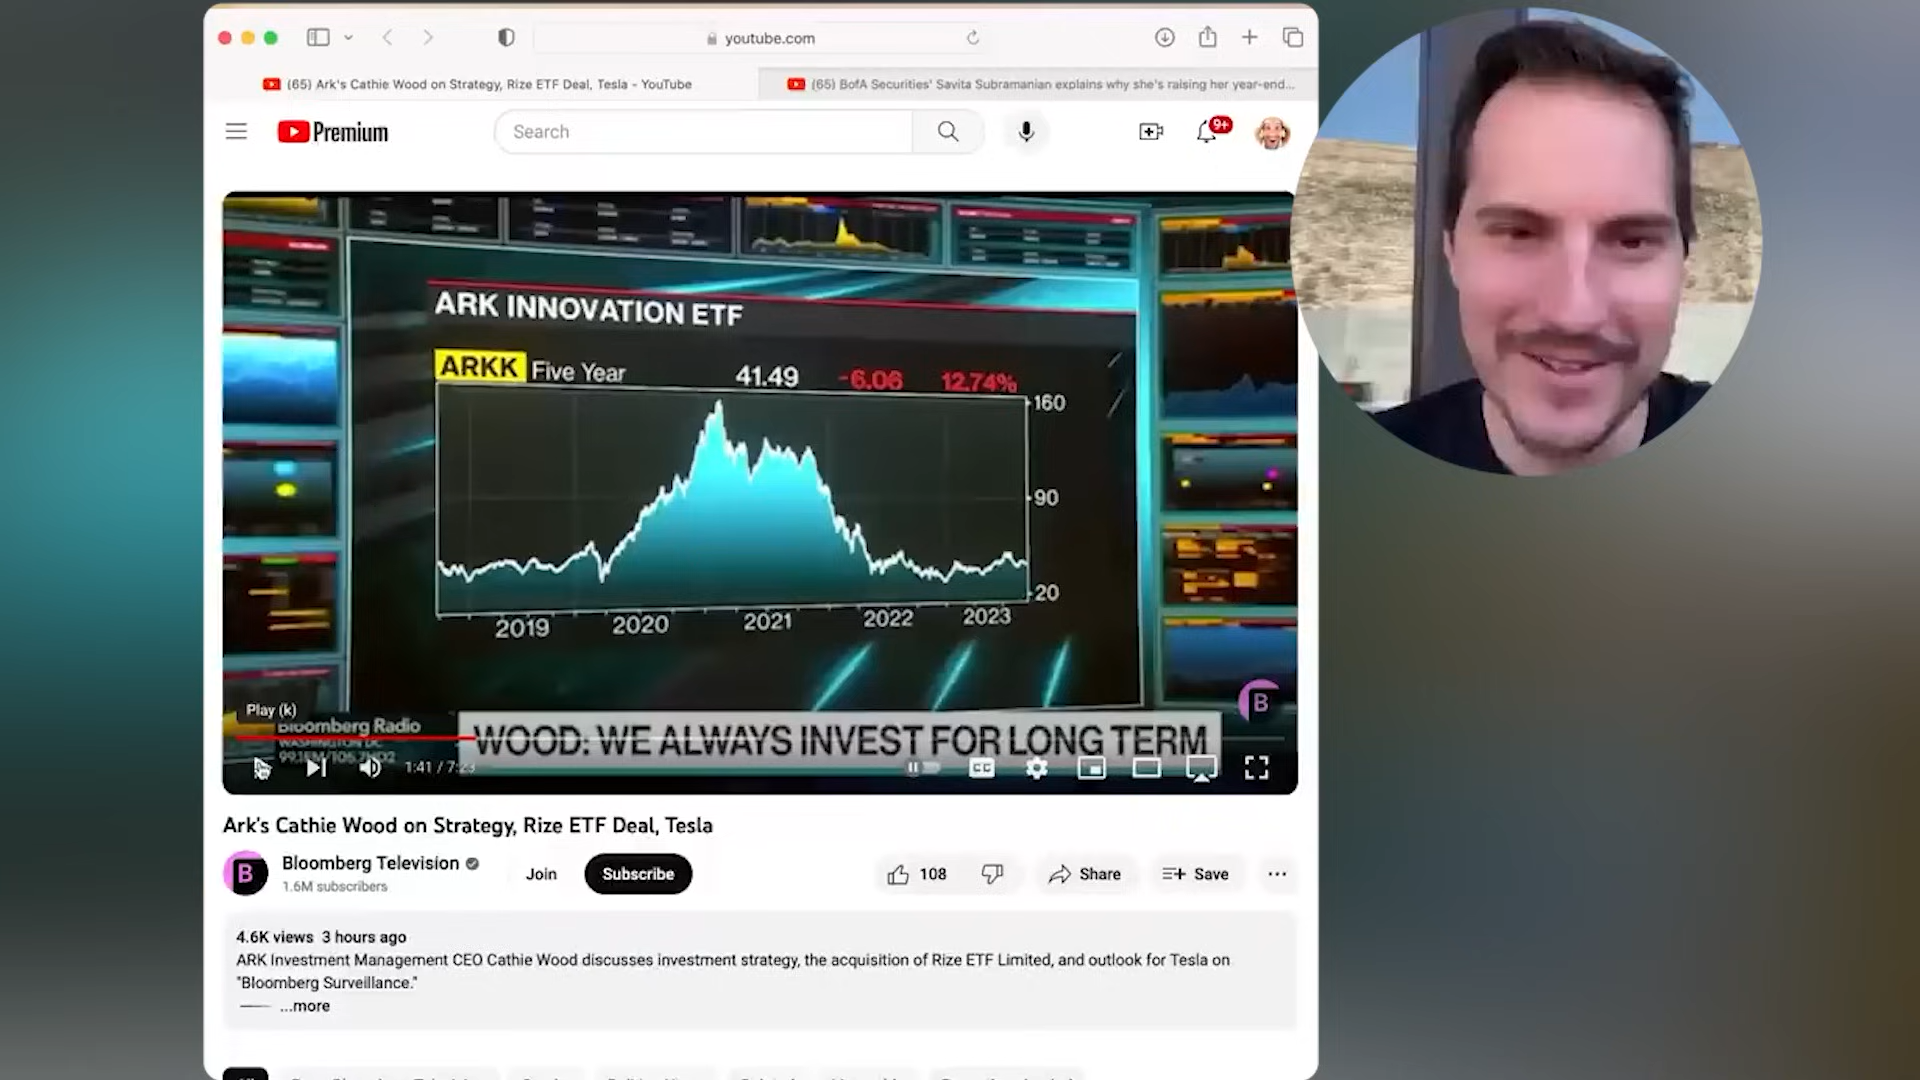 youtube.com
(65) Ark's Cathie Wood on Strategy, Rize ETF Deal, Tesla - YouTube
(65) BofA Securities' Savita Subramanian explains why she's raising her year-end...
Premium
Search
9+
ARK INNOVATION ETF
ARKK Five Year 41.49 -6.06 12.74%
160
90
20
2019 2020 2021 2022 2023
Play (k)
Bloomberg Radio
WASHINGTON DC
WOOD: WE ALWAYS INVEST FOR LONG TERM
B
1:41 / 7:23
CC
Ark's Cathie Wood on Strategy, Rize ETF Deal, Tesla
B
Bloomberg Television
1.6M subscribers
Join
Subscribe
108
Share
Save
4.6K views 3 hours ago
ARK Investment Management CEO Cathie Wood discusses investment strategy, the acquisition of Rize ETF Limited, and outlook for Tesla on
"Bloomberg Surveillance."
...more